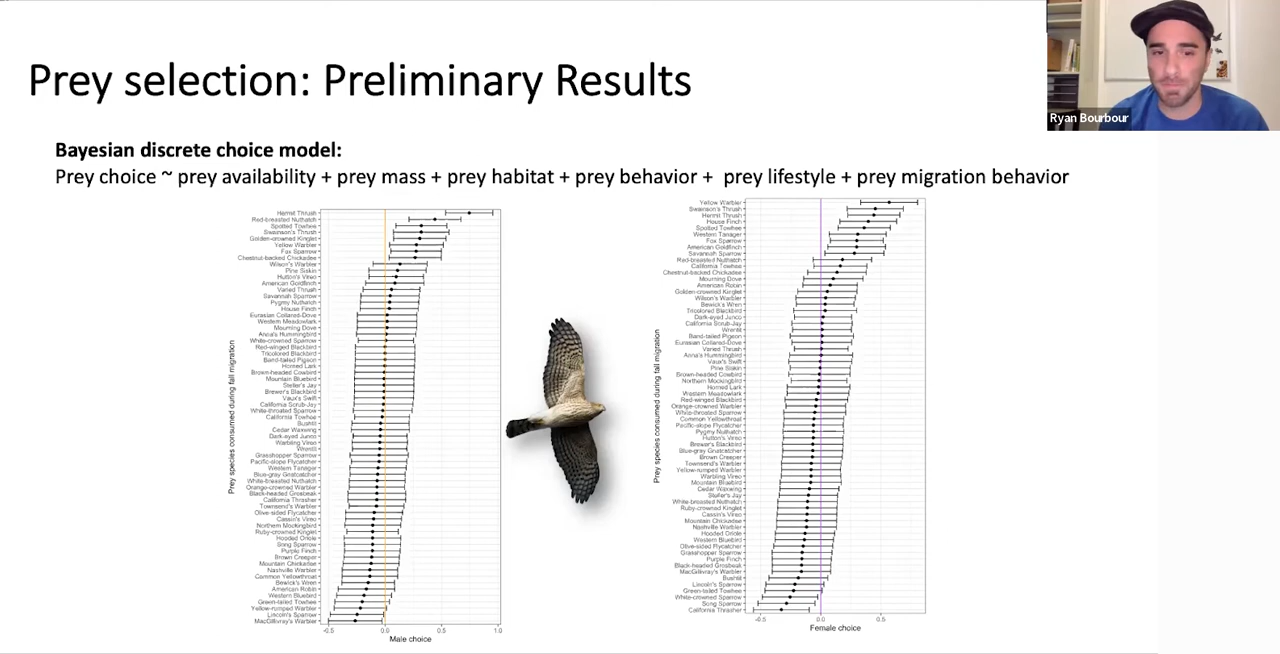 Prey selection: Preliminary Results
Ryan Bourbour
Bayesian discrete choice model:
Prey choice ~ prey availability + prey mass + prey habitat + prey behavior + prey lifestyle + prey migration behavior
Prey species consumed during fall migration
Hermit Thrush
Red-breasted Nuthatch
Spotted Towhee
Swainson's Thrush
Golden-crowned Kinglet
Yellow Warbler
Fox Sparrow
Chestnut-backed Chickadee
Wilson's Warbler
Pine Siskin
Hutton's Vireo
American Goldfinch
Varied Thrush
Savannah Sparrow
Pygmy Nuthatch
House Finch
Eurasian Collared-Dove
Western Meadowlark
Mourning Dove
Anna's Hummingbird
White-crowned Sparrow
Red-winged Blackbird
Tricolored Blackbird
Band-tailed Pigeon
Horned Lark
Brown-headed Cowbird
Mountain Bluebird
Steller's Jay
Brewer's Blackbird
Vaux's Swift
California Scrub-Jay
White-throated Sparrow
California Towhee
Bushtit
Cedar Waxwing
Dark-eyed Junco
Warbling Vireo
Wrentit
Grasshopper Sparrow
Pacific-slope Flycatcher
Western Tanager
Blue-gray Gnatcatcher
White-breasted Nuthatch
Orange-crowned Warbler
Black-headed Grosbeak
California Thrasher
Townsend's Warbler
Olive-sided Flycatcher
Cassin's Vireo
Northern Mockingbird
Ruby-crowned Kinglet
Hooded Oriole
Song Sparrow
Purple Finch
Brown Creeper
Mountain Chickadee
Nashville Warbler
Common Yellowthroat
Bewick's Wren
American Robin
Western Bluebird
Green-tailed Towhee
Yellow-rumped Warbler
Lincoln's Sparrow
MacGillivray's Warbler
-0.5 0.0 0.5 1.0
Male choice
Prey species consumed during fall migration
Yellow Warbler
Swainson's Thrush
Hermit Thrush
House Finch
Spotted Towhee
Western Tanager
Fox Sparrow
American Goldfinch
Savannah Sparrow
Red-breasted Nuthatch
California Towhee
Chestnut-backed Chickadee
Mourning Dove
American Robin
Golden-crowned Kinglet
Wilson's Warbler
Bewick's Wren
Tricolored Blackbird
Dark-eyed Junco
California Scrub-Jay
Wrentit
Band-tailed Pigeon
Eurasian Collared-Dove
Varied Thrush
Anna's Hummingbird
Vaux's Swift
Pine Siskin
Brown-headed Cowbird
Northern Mockingbird
Horned Lark
Western Meadowlark
Red-winged Blackbird
Orange-crowned Warbler
White-throated Sparrow
Common Yellowthroat
Pacific-slope Flycatcher
Pygmy Nuthatch
Hutton's Vireo
Brewer's Blackbird
Blue-gray Gnatcatcher
Brown Creeper
Townsend's Warbler
Yellow-rumped Warbler
Warbling Vireo
Mountain Bluebird
Cedar Waxwing
Steller's Jay
White-breasted Nuthatch
Ruby-crowned Kinglet
Cassin's Vireo
Mountain Chickadee
Nashville Warbler
Hooded Oriole
Western Bluebird
Olive-sided Flycatcher
Grasshopper Sparrow
Purple Finch
Black-headed Grosbeak
MacGillivray's Warbler
Bushtit
Lincoln's Sparrow
Green-tailed Towhee
White-crowned Sparrow
Song Sparrow
California Thrasher
-0.5 0.0 0.5
Female choice